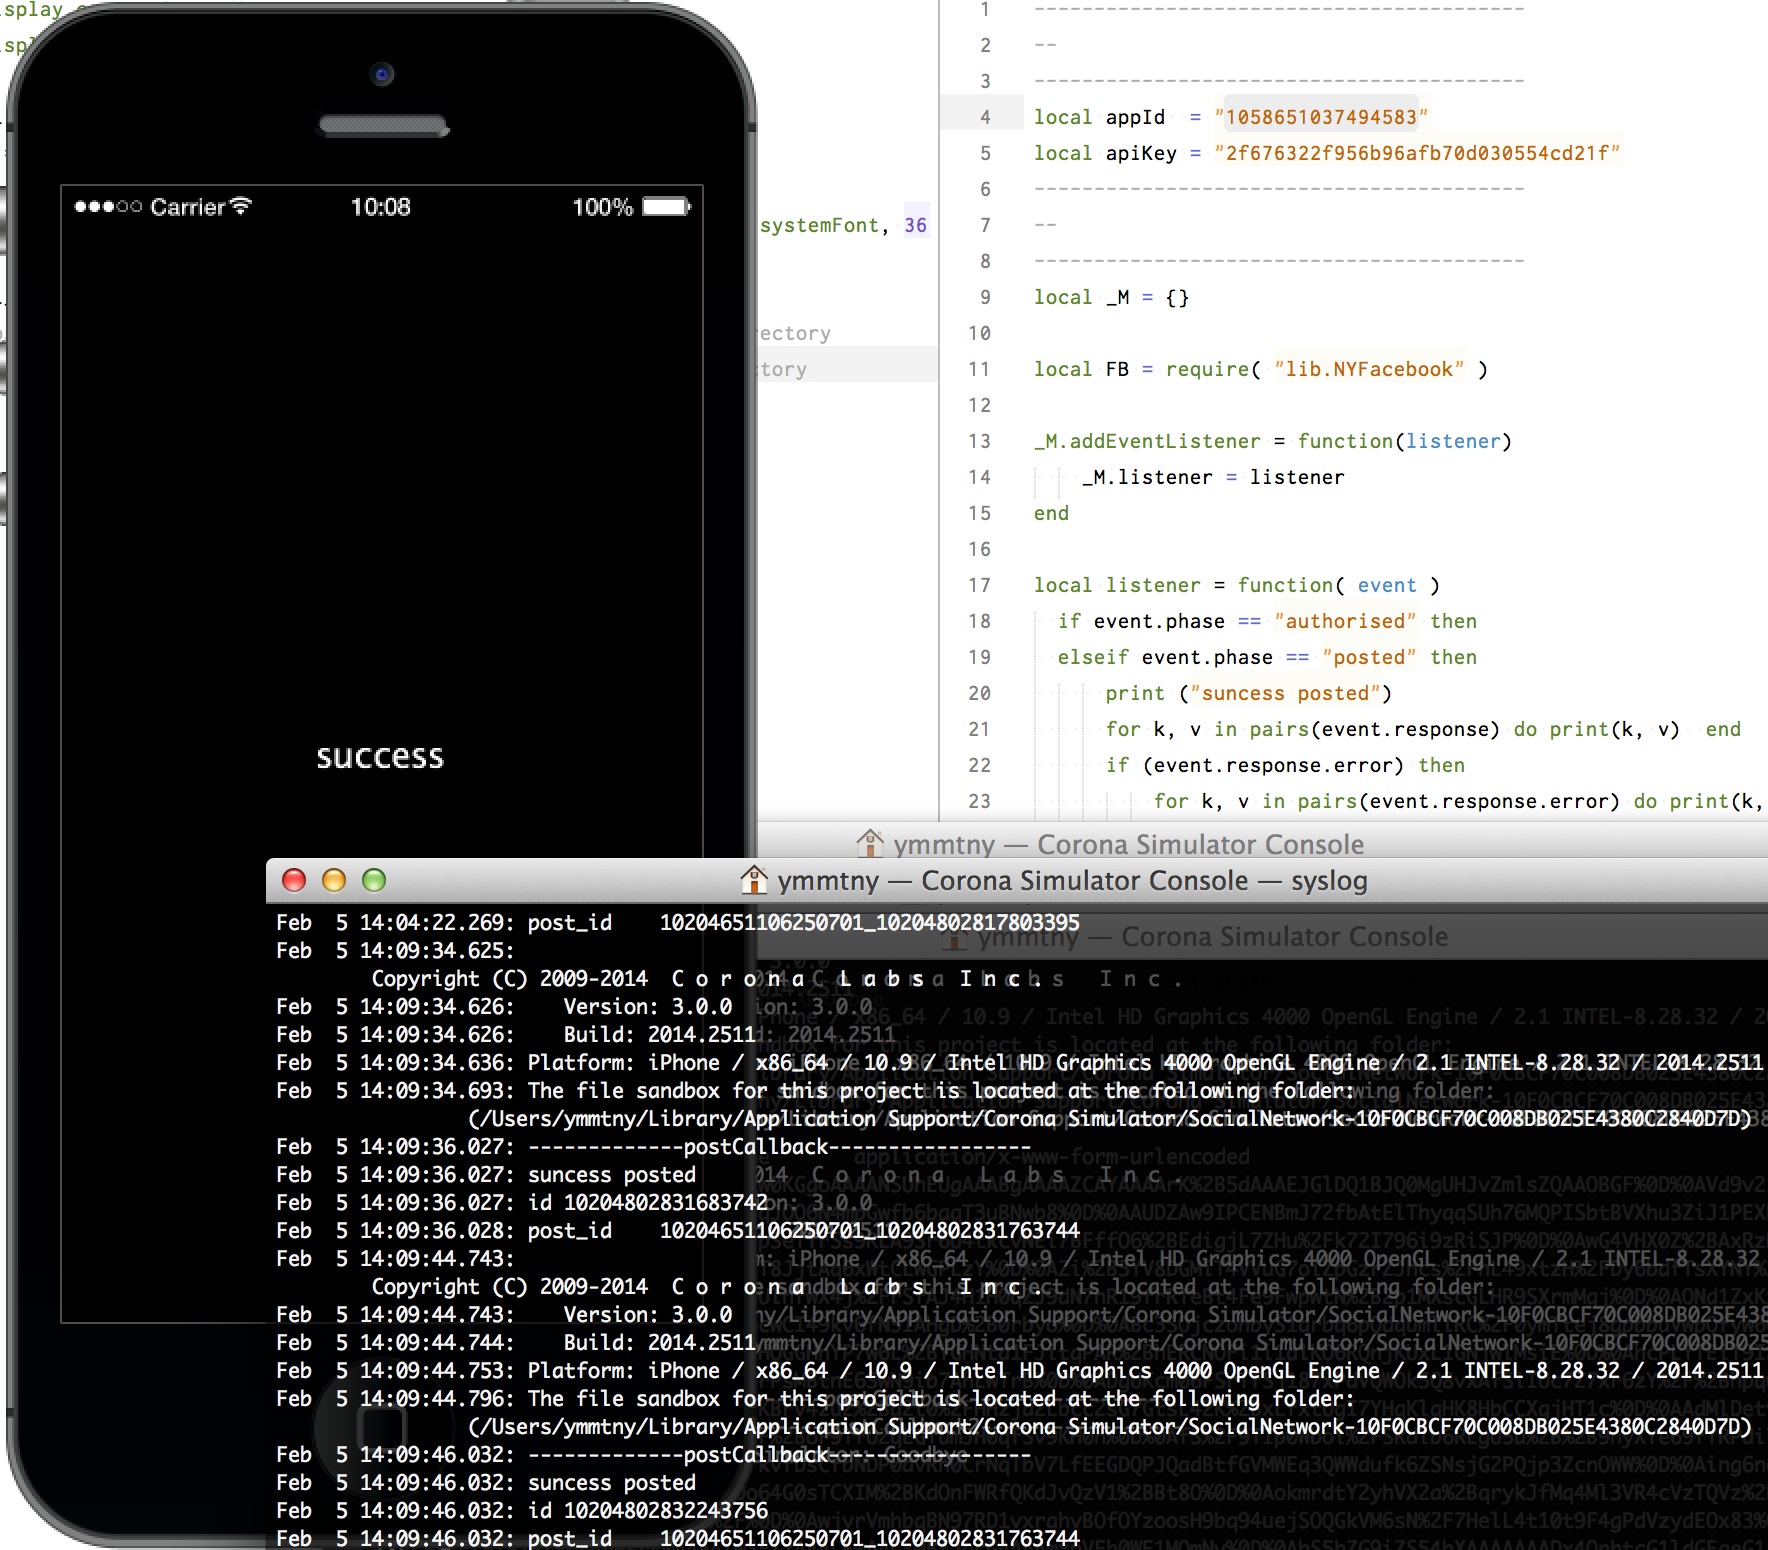 isplay
●●●○○ Carrier 10:08 100%
success
systemFont, 36
ectory
tory
1 -----------------------------------------
2 --
3 -----------------------------------------
4 local appId = "1058651037494583"
5 local apiKey = "2f676322f956b96afb70d030554cd21f"
6 -----------------------------------------
7 --
8 -----------------------------------------
9 local _M = {}
10
11 local FB = require( "lib.NYFacebook" )
12
13 _M.addEventListener = function(listener)
14 _M.listener = listener
15 end
16
17 local listener = function( event )
18 if event.phase == "authorised" then
19 elseif event.phase == "posted" then
20 print ("suncess posted")
21 for k, v in pairs(event.response) do print(k, v) end
22 if (event.response.error) then
23 for k, v in pairs(event.response.error) do print(k,
ymmtny — Corona Simulator Console
ymmtny — Corona Simulator Console — syslog
ymmtny — Corona Simulator Console
Feb 5 14:04:22.269: post_id 10204651106250701_10204802817803395
Feb 5 14:09:34.625:
Copyright (C) 2009-2014 C o r o n a L a b s I n c .
Feb 5 14:09:34.626: Version: 3.0.0
Feb 5 14:09:34.626: Build: 2014.2511
Feb 5 14:09:34.636: Platform: iPhone / x86_64 / 10.9 / Intel HD Graphics 4000 OpenGL Engine / 2.1 INTEL-8.28.32 / 2014.2511
Feb 5 14:09:34.693: The file sandbox for this project is located at the following folder:
(/Users/ymmtny/Library/Application Support/Corona Simulator/SocialNetwork-10F0CBCF70C008DB025E4380C2840D7D)
Feb 5 14:09:36.027: -------------postCallback-----------------
Feb 5 14:09:36.027: suncess posted
Feb 5 14:09:36.027: id 10204802831683742
Feb 5 14:09:36.028: post_id 10204651106250701_10204802831763744
Feb 5 14:09:44.743:
Copyright (C) 2009-2014 C o r o n a L a b s I n c .
Feb 5 14:09:44.743: Version: 3.0.0
Feb 5 14:09:44.744: Build: 2014.2511
Feb 5 14:09:44.753: Platform: iPhone / x86_64 / 10.9 / Intel HD Graphics 4000 OpenGL Engine / 2.1 INTEL-8.28.32 / 2014.2511
Feb 5 14:09:44.796: The file sandbox for this project is located at the following folder:
(/Users/ymmtny/Library/Application Support/Corona Simulator/SocialNetwork-10F0CBCF70C008DB025E4380C2840D7D)
Feb 5 14:09:46.032: -------------postCallback-----------------
Feb 5 14:09:46.032: suncess posted
Feb 5 14:09:46.032: id 10204802832243756
Feb 5 14:09:46.032: post_id 10204651106250701_10204802831763744